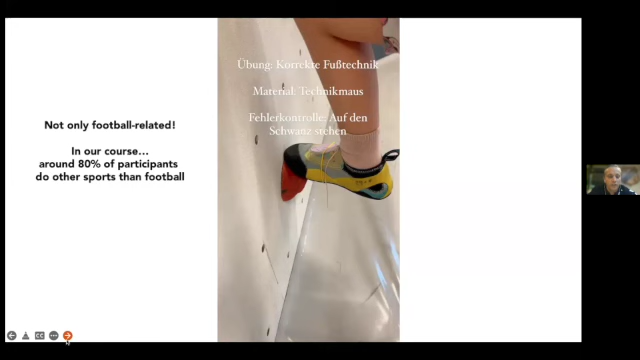 Not only football-related!
In our course...
around 80% of participants
do other sports than football
Übung: Korrekte Fußtechnik
Material: Technikmaus
Fehlerkontrolle: Auf den
Schwanz stehen
CC